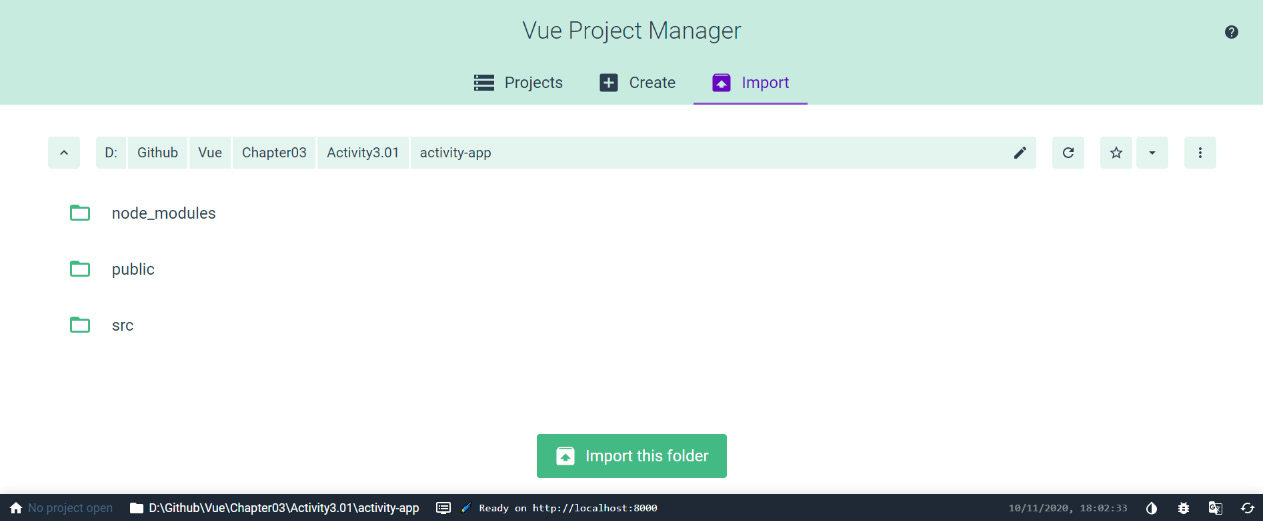 Vue Project Manager
Projects Create Import
D: Github Vue Chapter03 Activity3.01 activity-app
node_modules
public
src
Import this folder
No project open D:\Github\Vue\Chapter03\Activity3.01\activity-app Ready on http://localhost:8000 10/11/2020, 18:02:33